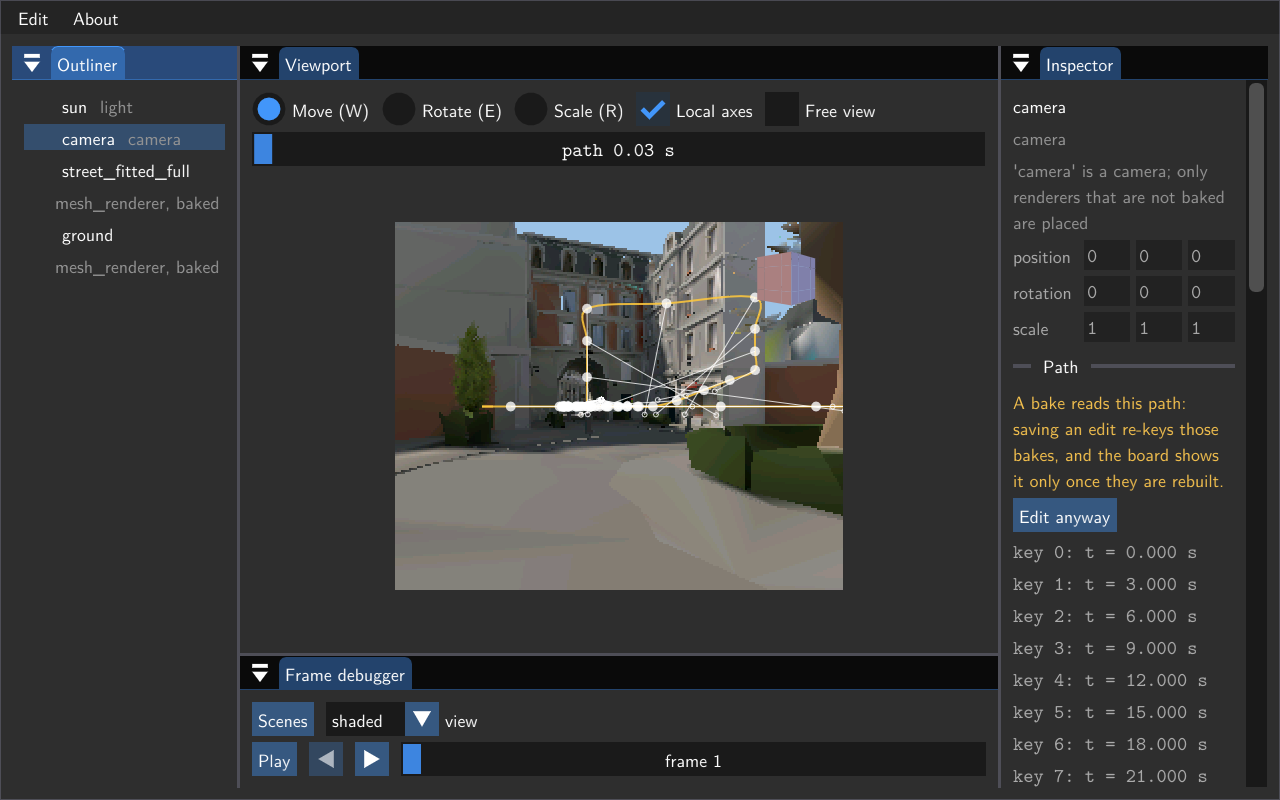 Edit About
Outliner
sun light
camera camera
street_fitted_full
mesh_renderer, baked
ground
mesh_renderer, baked
Viewport
Move (W) Rotate (E) Scale (R) Local axes Free view
path 0.03 s
Frame debugger
Scenes shaded view
Play frame 1
Inspector
camera
camera
'camera' is a camera; only
renderers that are not baked
are placed
position 0 0 0
rotation 0 0 0
scale 1 1 1
Path
A bake reads this path:
saving an edit re-keys those
bakes, and the board shows
it only once they are rebuilt.
Edit anyway
key 0: t = 0.000 s
key 1: t = 3.000 s
key 2: t = 6.000 s
key 3: t = 9.000 s
key 4: t = 12.000 s
key 5: t = 15.000 s
key 6: t = 18.000 s
key 7: t = 21.000 s